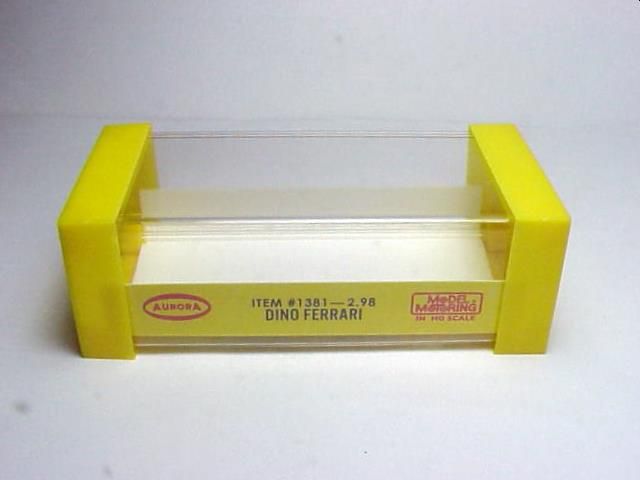 AURORA
ITEM #1381—2.98
DINO FERRARI
MODEL
MOTORING
IN HO SCALE